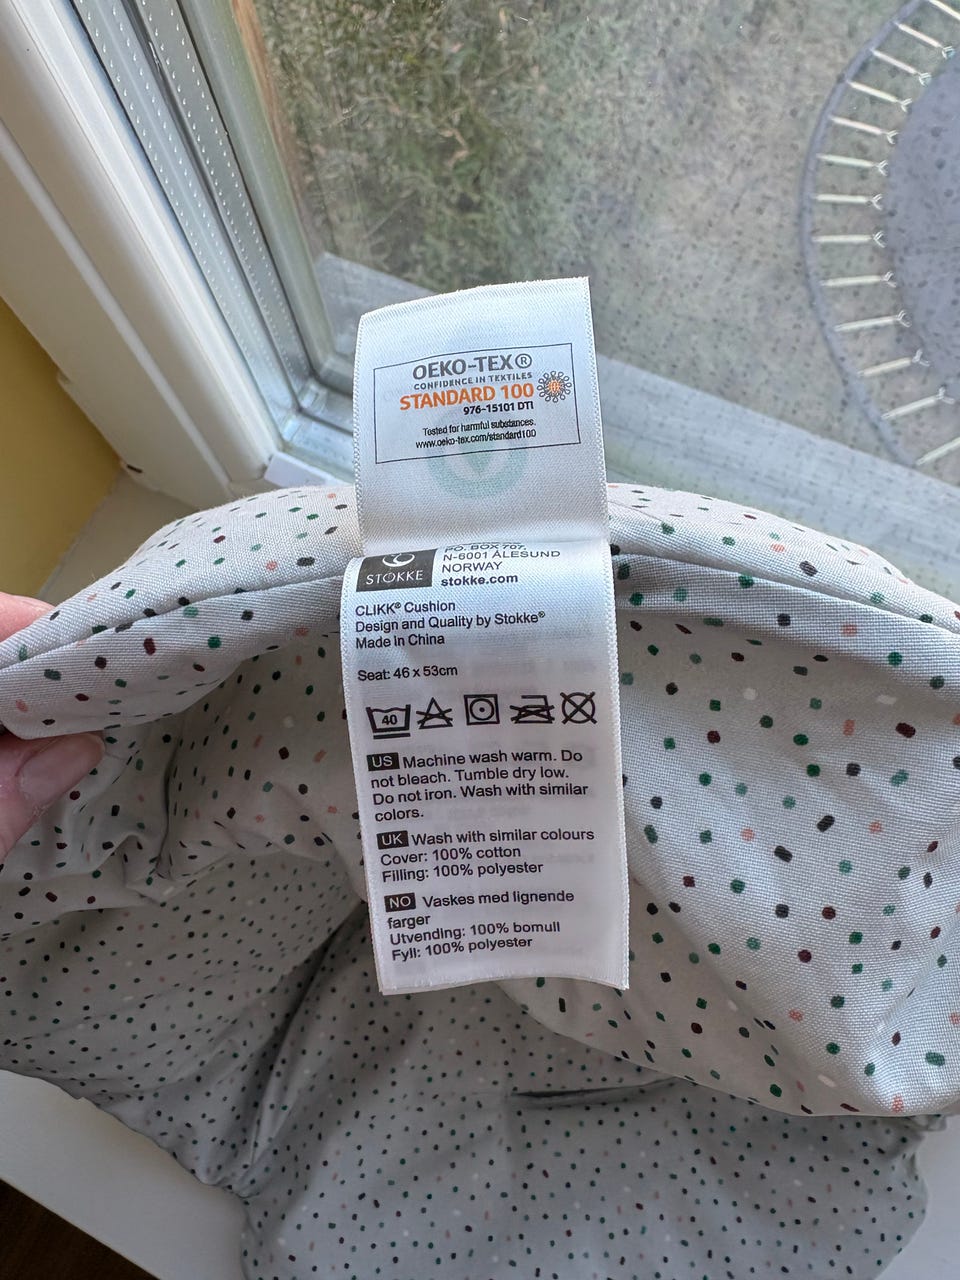 OEKO-TEX®
CONFIDENCE IN TEXTILES
STANDARD 100
976-15101 DTI
Tested for harmful substances.
www.oeko-tex.com/standard100
STOKKE
PO. BOX 707,
N-6001 ÅLESUND
NORWAY
stokke.com
CLIKK® Cushion
Design and Quality by Stokke®
Made in China
Seat: 46 x 53cm
40
US Machine wash warm. Do
not bleach. Tumble dry low.
Do not iron. Wash with similar
colors.
UK Wash with similar colours
Cover: 100% cotton
Filling: 100% polyester
NO Vaskes med lignende
farger
Utvending: 100% bomull
Fyll: 100% polyester